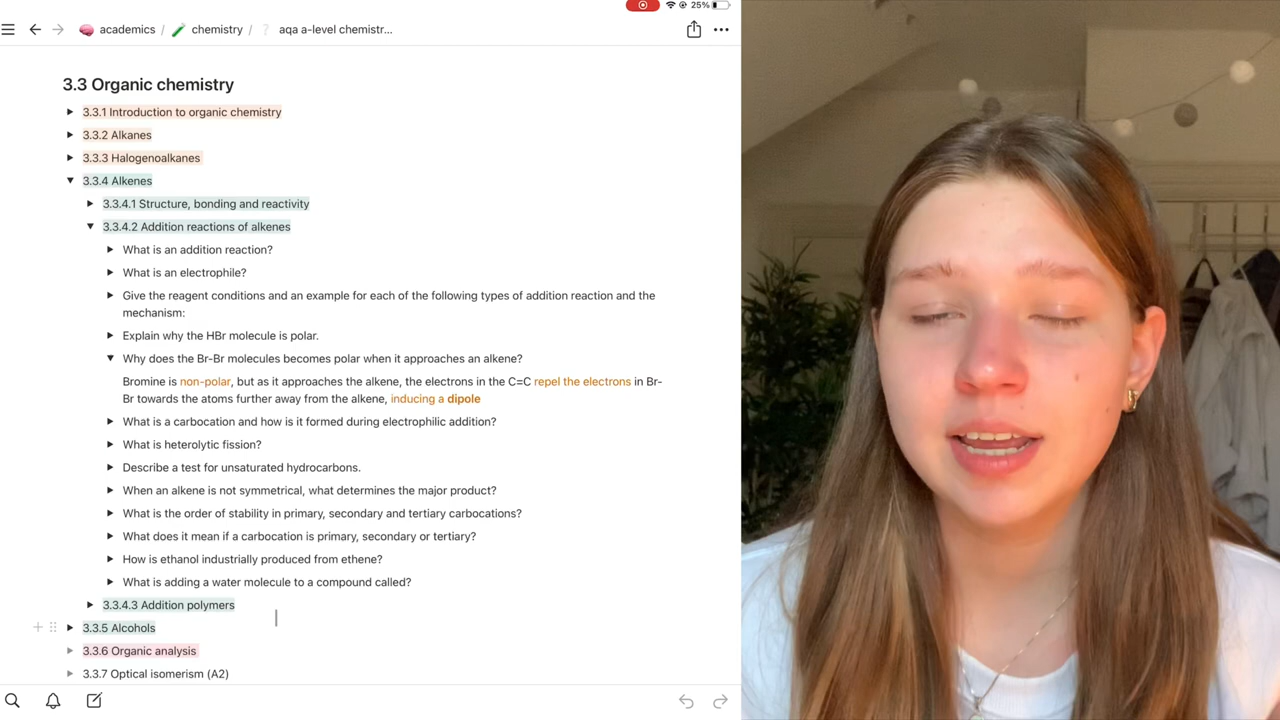 25%
academics / chemistry / aqa a-level chemistr...
3.3 Organic chemistry
3.3.1 Introduction to organic chemistry
3.3.2 Alkanes
3.3.3 Halogenoalkanes
3.3.4 Alkenes
3.3.4.1 Structure, bonding and reactivity
3.3.4.2 Addition reactions of alkenes
What is an addition reaction?
What is an electrophile?
Give the reagent conditions and an example for each of the following types of addition reaction and the
mechanism:
Explain why the HBr molecule is polar.
Why does the Br-Br molecules becomes polar when it approaches an alkene?
Bromine is non-polar, but as it approaches the alkene, the electrons in the C=C repel the electrons in Br-
Br towards the atoms further away from the alkene, inducing a dipole
What is a carbocation and how is it formed during electrophilic addition?
What is heterolytic fission?
Describe a test for unsaturated hydrocarbons.
When an alkene is not symmetrical, what determines the major product?
What is the order of stability in primary, secondary and tertiary carbocations?
What does it mean if a carbocation is primary, secondary or tertiary?
How is ethanol industrially produced from ethene?
What is adding a water molecule to a compound called?
3.3.4.3 Addition polymers
3.3.5 Alcohols
3.3.6 Organic analysis
3.3.7 Optical isomerism (A2)